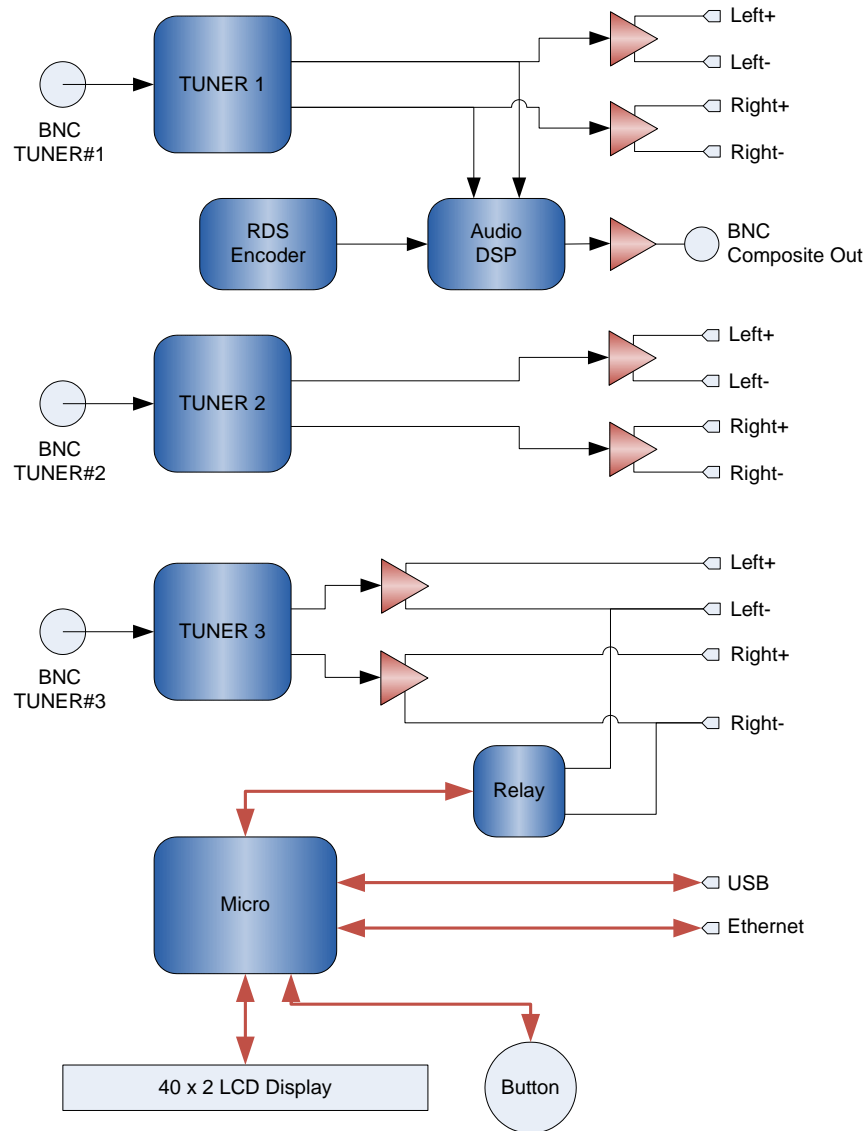 Left+
TUNER 1
Left-
BNC
TUNER#1
Right+
Right-
RDS
Encoder
Audio
DSP
BNC
Composite Out
Left+
TUNER 2
Left-
BNC
TUNER#2
Right+
Right-
Left+
TUNER 3
Left-
BNC
TUNER#3
Right+
Right-
Relay
Micro
USB
Ethernet
40 x 2 LCD Display
Button